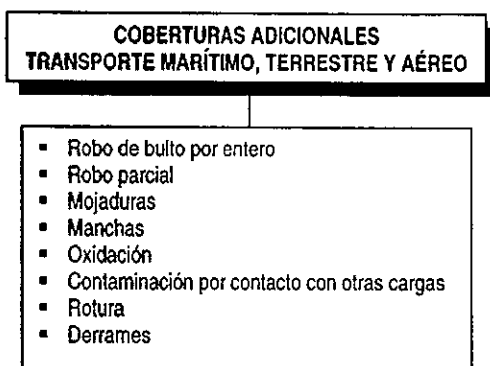 COBERTURAS ADICIONALES
TRANSPORTE MARÍTIMO, TERRESTRE Y AÉREO
▪ Robo de bulto por entero
▪ Robo parcial
▪ Mojaduras
▪ Manchas
▪ Oxidación
▪ Contaminación por contacto con otras cargas
▪ Rotura
▪ Derrames